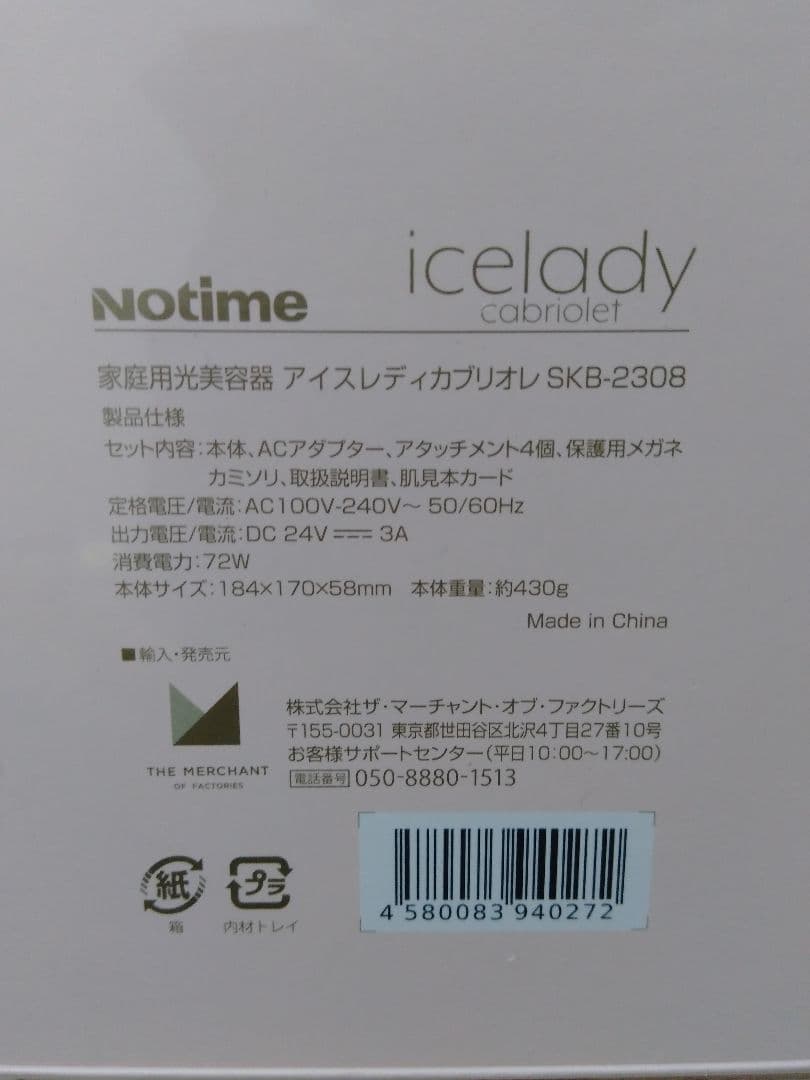 Notime
icelady
cabriolet
家庭用光美容器 アイスレディカブリオレ SKB-2308
製品仕様
セット内容:本体、ACアダプター、アタッチメント4個、保護用メガネ
カミソリ、取扱説明書、肌見本カード
定格電圧/電流:AC100V-240V～ 50/60Hz
出力電圧/電流:DC 24V ⎓ 3A
消費電力:72W
本体サイズ:184×170×58mm 本体重量:約430g
Made in China
■輸入・発売元
THE MERCHANT
OF FACTORIES
株式会社ザ・マーチャント・オブ・ファクトリーズ
〒155-0031 東京都世田谷区北沢4丁目27番10号
お客様サポートセンター(平日10:00～17:00)
電話番号 050-8880-1513
紙
箱
プラ
内材トレイ
4 580083 940272